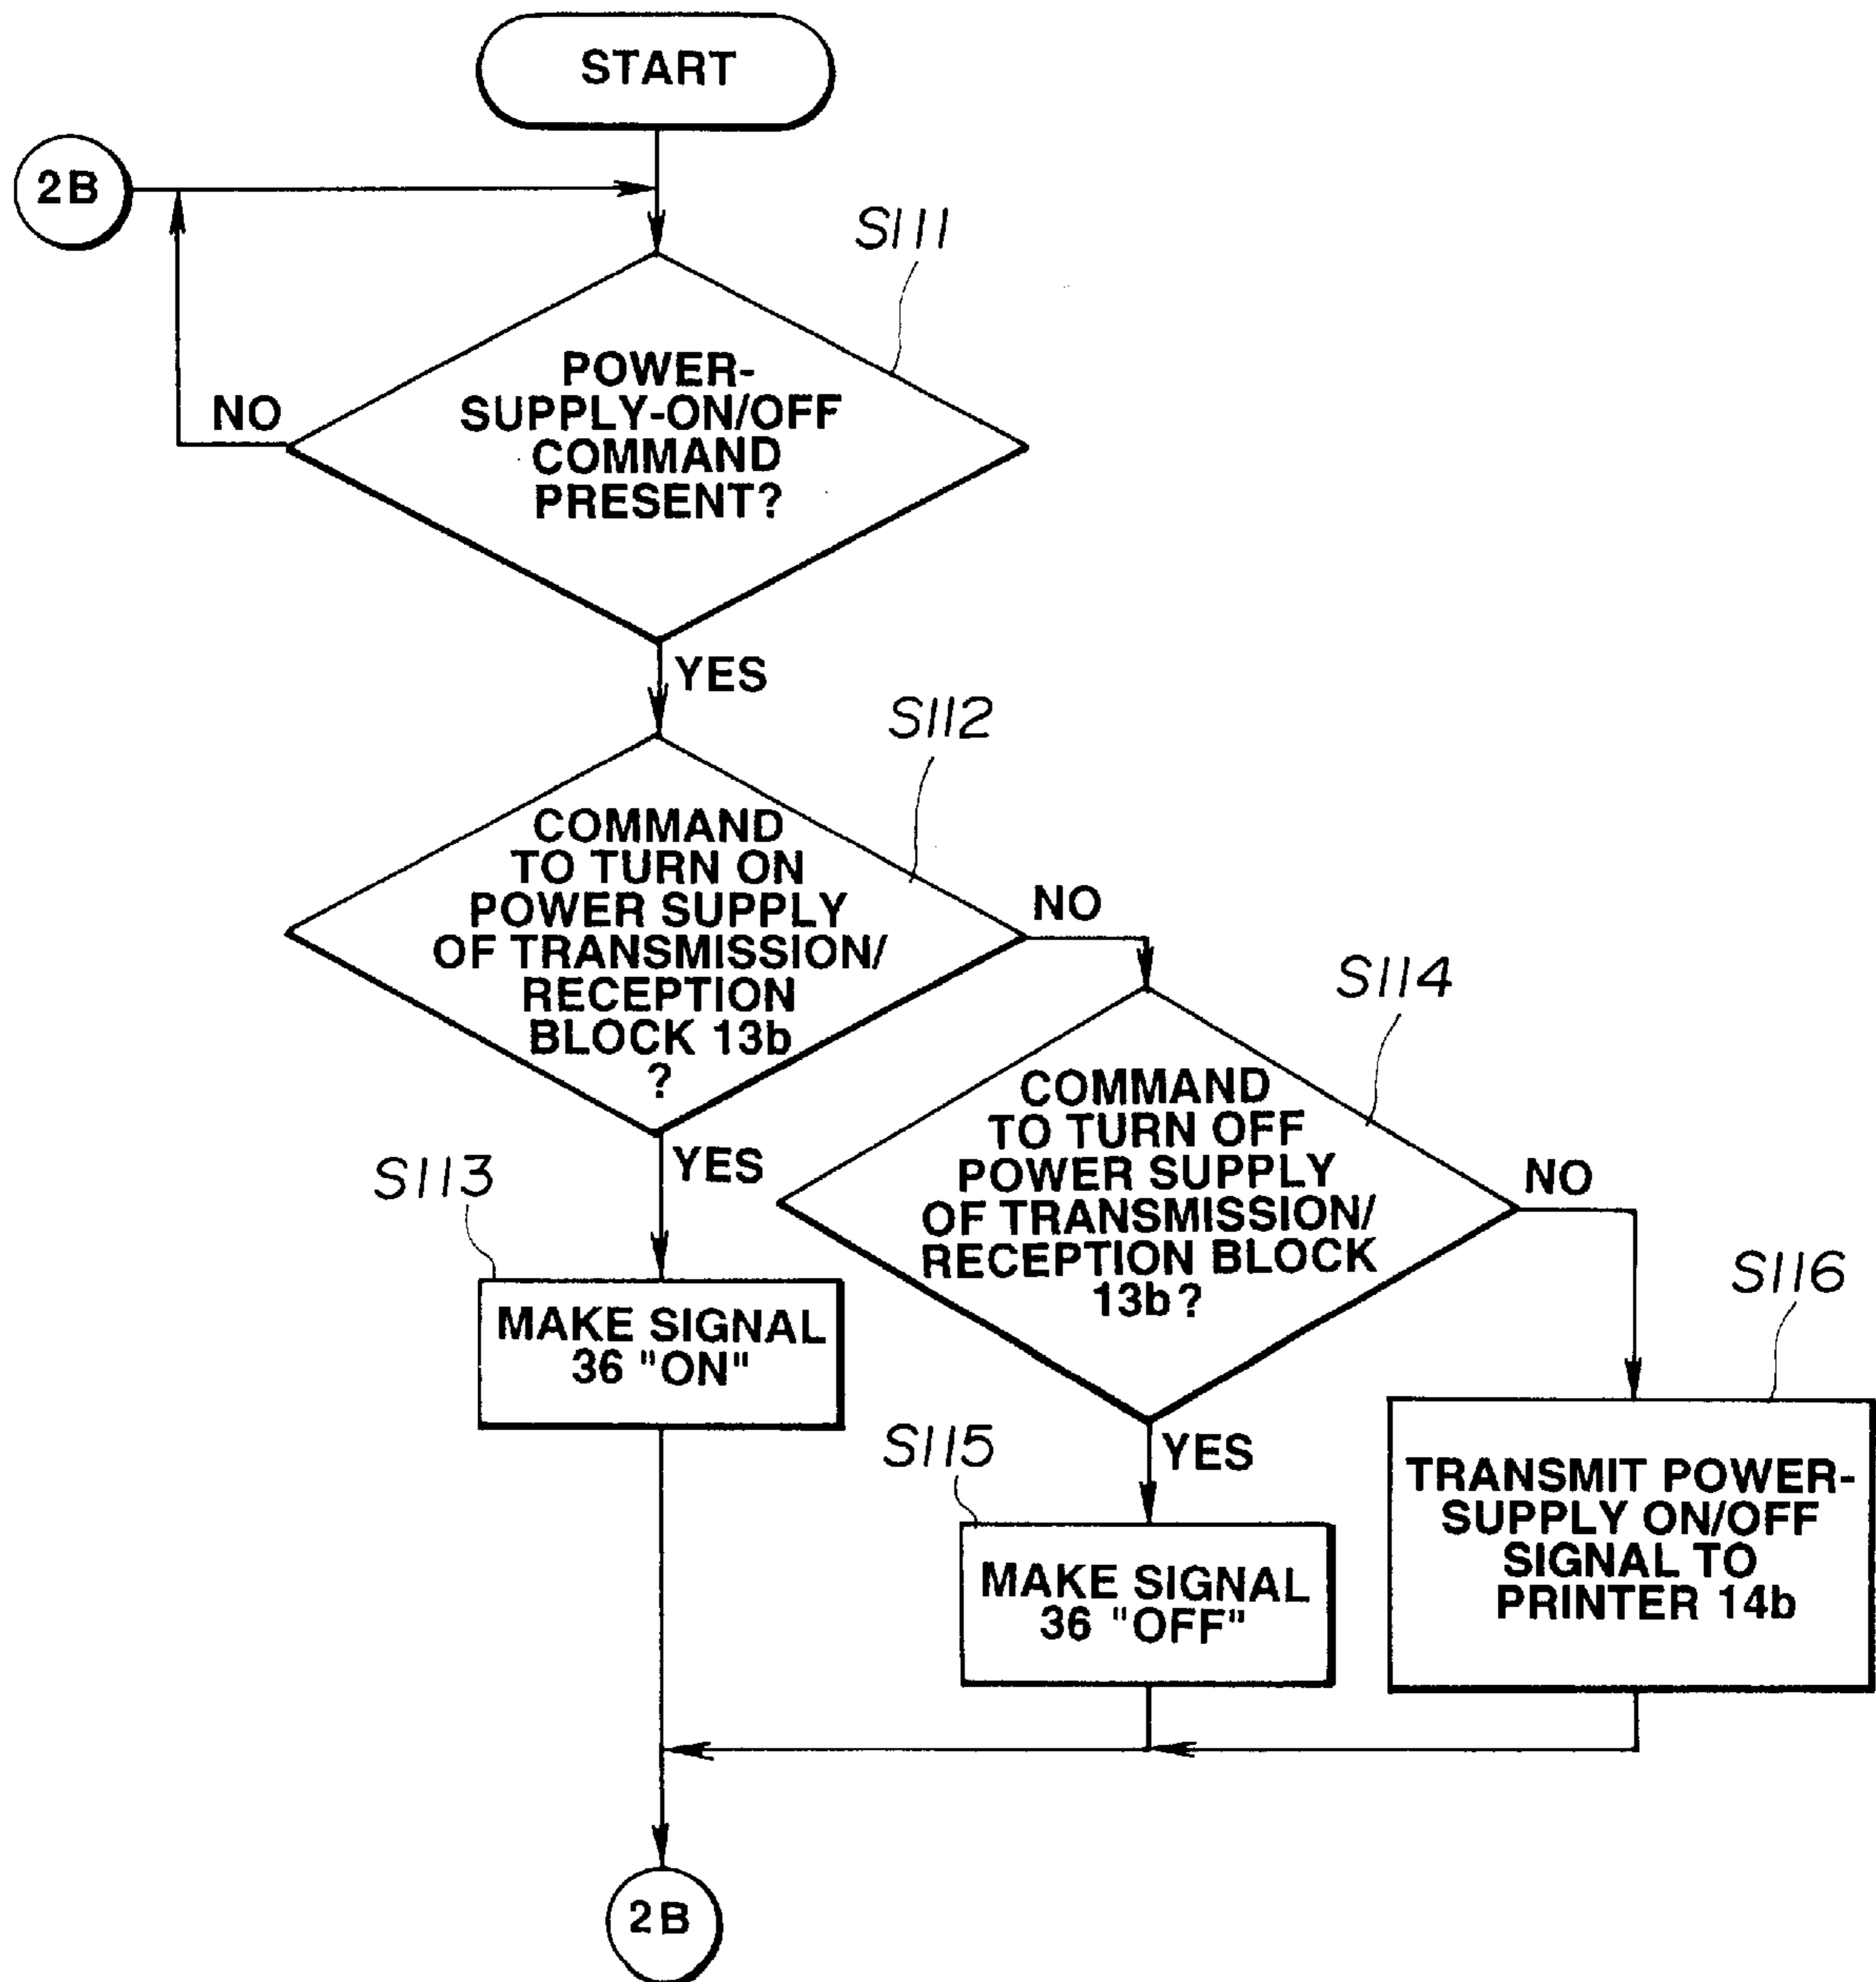 START
2B
S111
POWER-
SUPPLY-ON/OFF
COMMAND
PRESENT?
NO
YES
S112
COMMAND
TO TURN ON
POWER SUPPLY
OF TRANSMISSION/
RECEPTION
BLOCK 13b
?
NO
YES
S113
MAKE SIGNAL
36 "ON"
S114
COMMAND
TO TURN OFF
POWER SUPPLY
OF TRANSMISSION/
RECEPTION BLOCK
13b?
NO
YES
S115
MAKE SIGNAL
36 "OFF"
S116
TRANSMIT POWER-
SUPPLY ON/OFF
SIGNAL TO
PRINTER 14b
2B